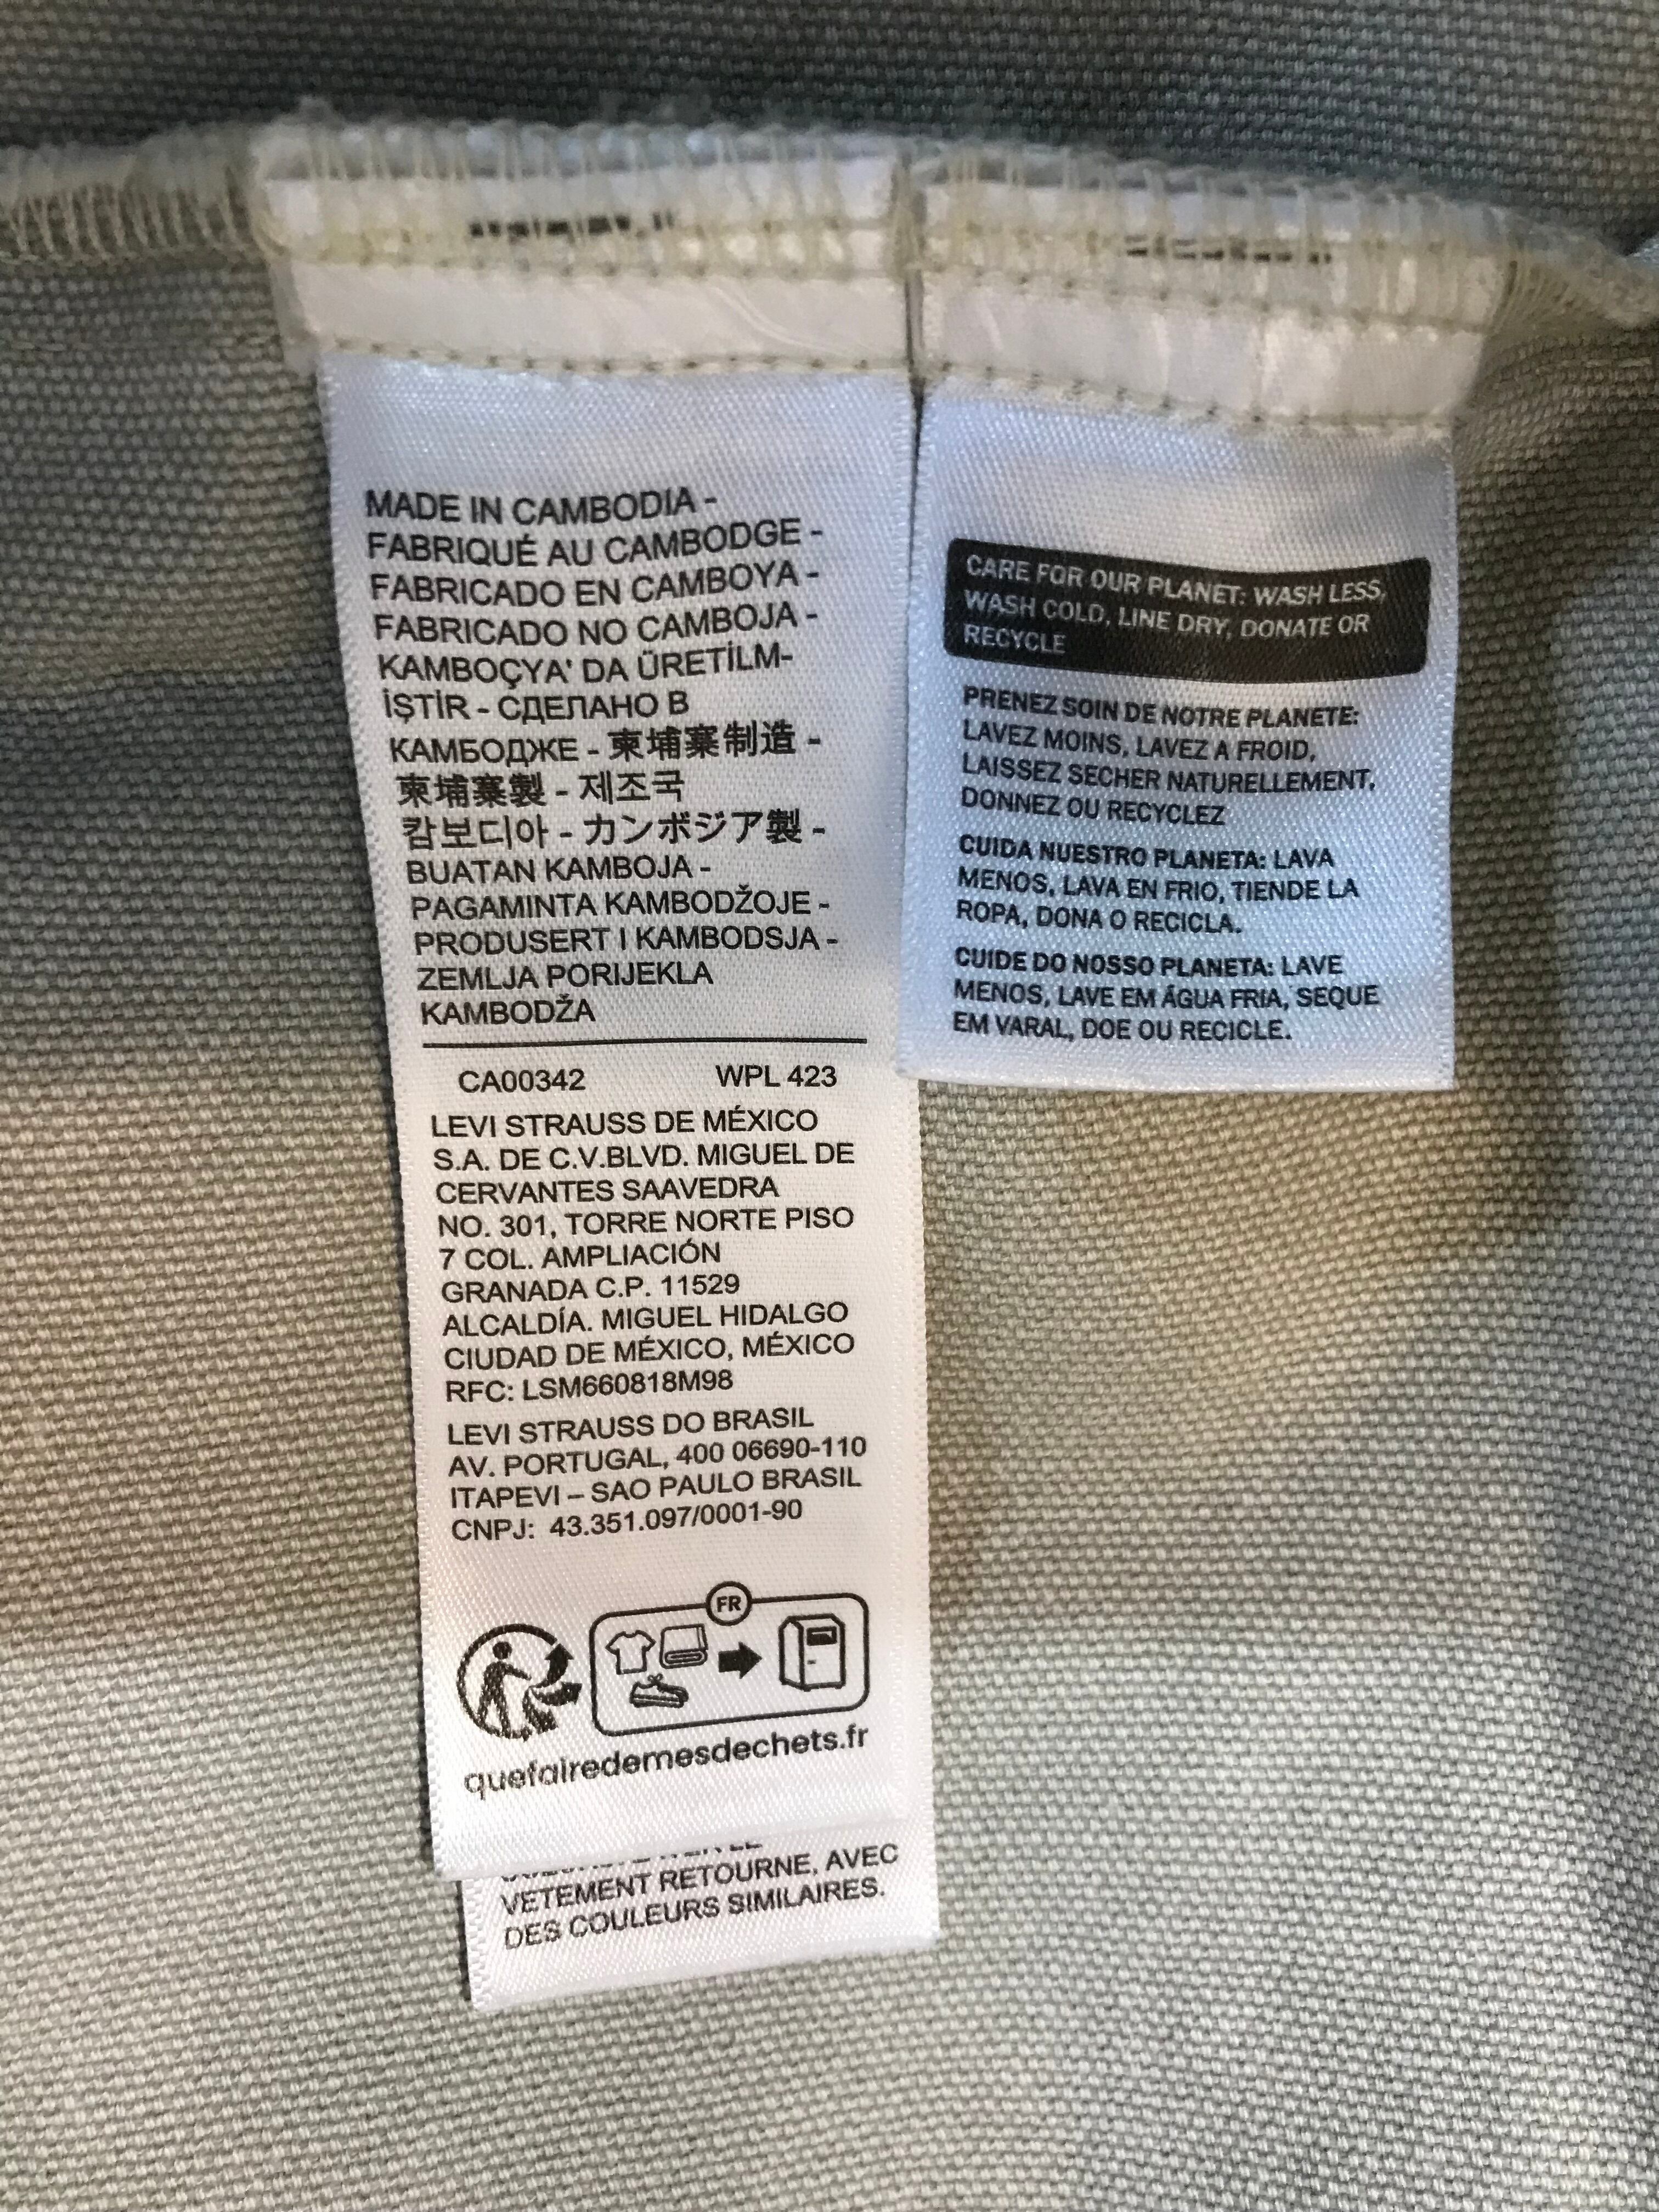 MADE IN CAMBODIA -
FABRIQUÉ AU CAMBODGE -
FABRICADO EN CAMBOYA -
FABRICADO NO CAMBOJA -
KAMBOÇYA' DA ÜRETİLM-
İŞTİR - СДЕЛАНО В
КАМБОДЖЕ - 柬埔寨制造 -
柬埔寨製 - 제조국
캄보디아 - カンボジア製 -
BUATAN KAMBOJA -
PAGAMINTA KAMBODŽOJE -
PRODUSERT I KAMBODSJA -
ZEMLJA PORIJEKLA
KAMBODŽA
CA00342 WPL 423
LEVI STRAUSS DE MÉXICO
S.A. DE C.V.BLVD. MIGUEL DE
CERVANTES SAAVEDRA
NO. 301, TORRE NORTE PISO
7 COL. AMPLIACIÓN
GRANADA C.P. 11529
ALCALDÍA. MIGUEL HIDALGO
CIUDAD DE MÉXICO, MÉXICO
RFC: LSM660818M98
LEVI STRAUSS DO BRASIL
AV. PORTUGAL, 400 06690-110
ITAPEVI – SAO PAULO BRASIL
CNPJ: 43.351.097/0001-90
FR
quefairedemesdechets.fr
VETEMENT RETOURNE, AVEC
DES COULEURS SIMILAIRES.
CARE FOR OUR PLANET: WASH LESS,
WASH COLD, LINE DRY, DONATE OR
RECYCLE
PRENEZ SOIN DE NOTRE PLANETE:
LAVEZ MOINS, LAVEZ A FROID,
LAISSEZ SECHER NATURELLEMENT,
DONNEZ OU RECYCLEZ
CUIDA NUESTRO PLANETA: LAVA
MENOS, LAVA EN FRIO, TIENDE LA
ROPA, DONA O RECICLA.
CUIDE DO NOSSO PLANETA: LAVE
MENOS, LAVE EM ÁGUA FRIA, SEQUE
EM VARAL, DOE OU RECICLE.